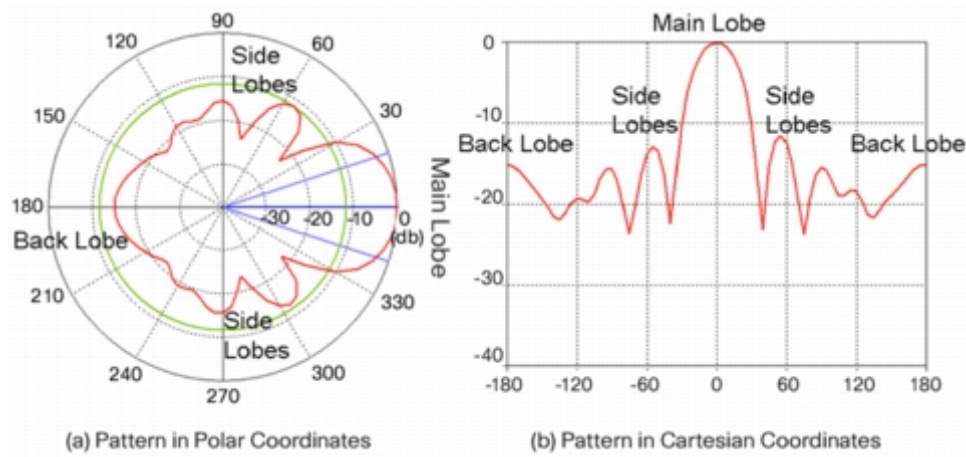 90
120
60
Side
Lobes
150
30
180
-30
-20
-10
0
(db)
Main Lobe
Back Lobe
210
330
Side
Lobes
240
300
270
(a) Pattern in Polar Coordinates
Main Lobe
0
-10
-20
-30
-40
Side
Lobes
Side
Lobes
Back Lobe
Back Lobe
-180
-120
-60
0
60
120
180
(b) Pattern in Cartesian Coordinates